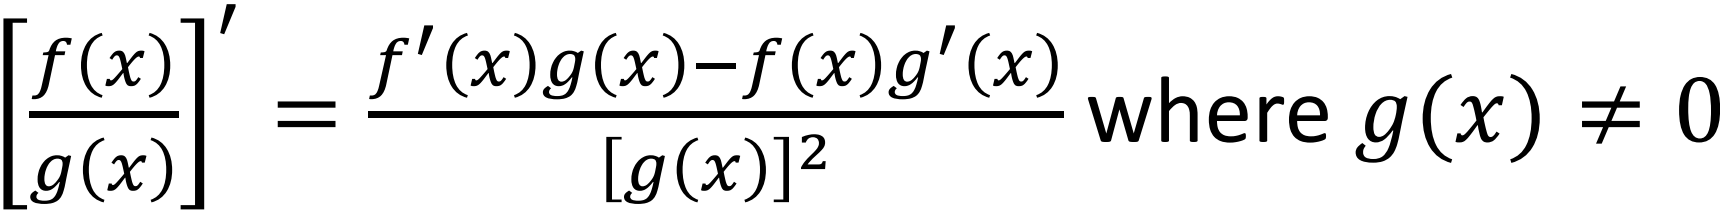 [f(x)/g(x)]′ = f′(x)g(x)−f(x)g′(x)/[g(x)]² where g(x) ≠ 0